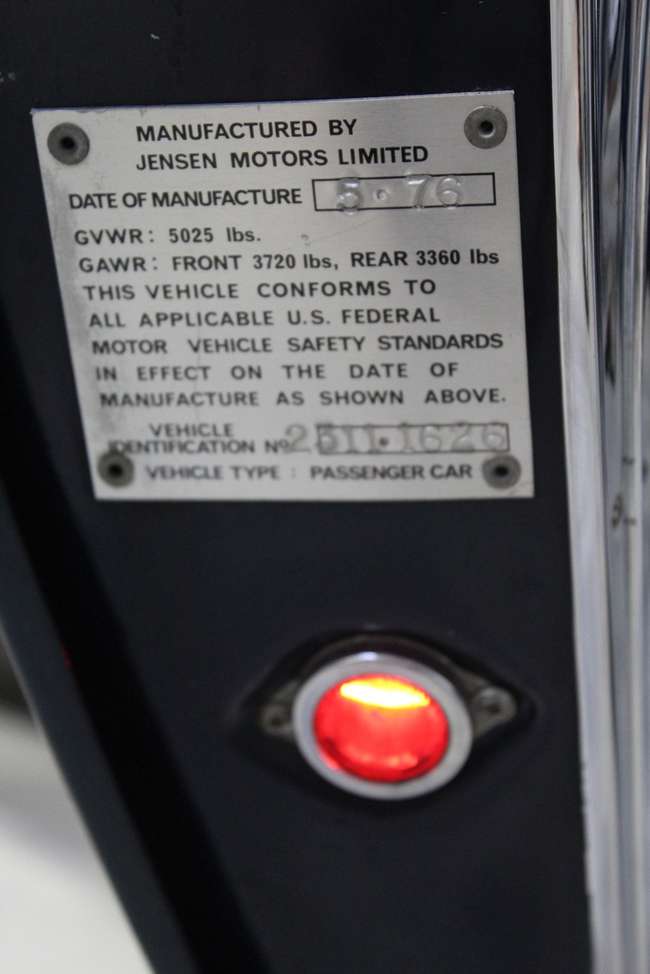 MANUFACTURED BY
JENSEN MOTORS LIMITED
DATE OF MANUFACTURE 5·76
GVWR: 5025 lbs.
GAWR: FRONT 3720 lbs, REAR 3360 lbs
THIS VEHICLE CONFORMS TO
ALL APPLICABLE U.S. FEDERAL
MOTOR VEHICLE SAFETY STANDARDS
IN EFFECT ON THE DATE OF
MANUFACTURE AS SHOWN ABOVE.
VEHICLE
IDENTIFICATION Nº 2311·1626
VEHICLE TYPE: PASSENGER CAR